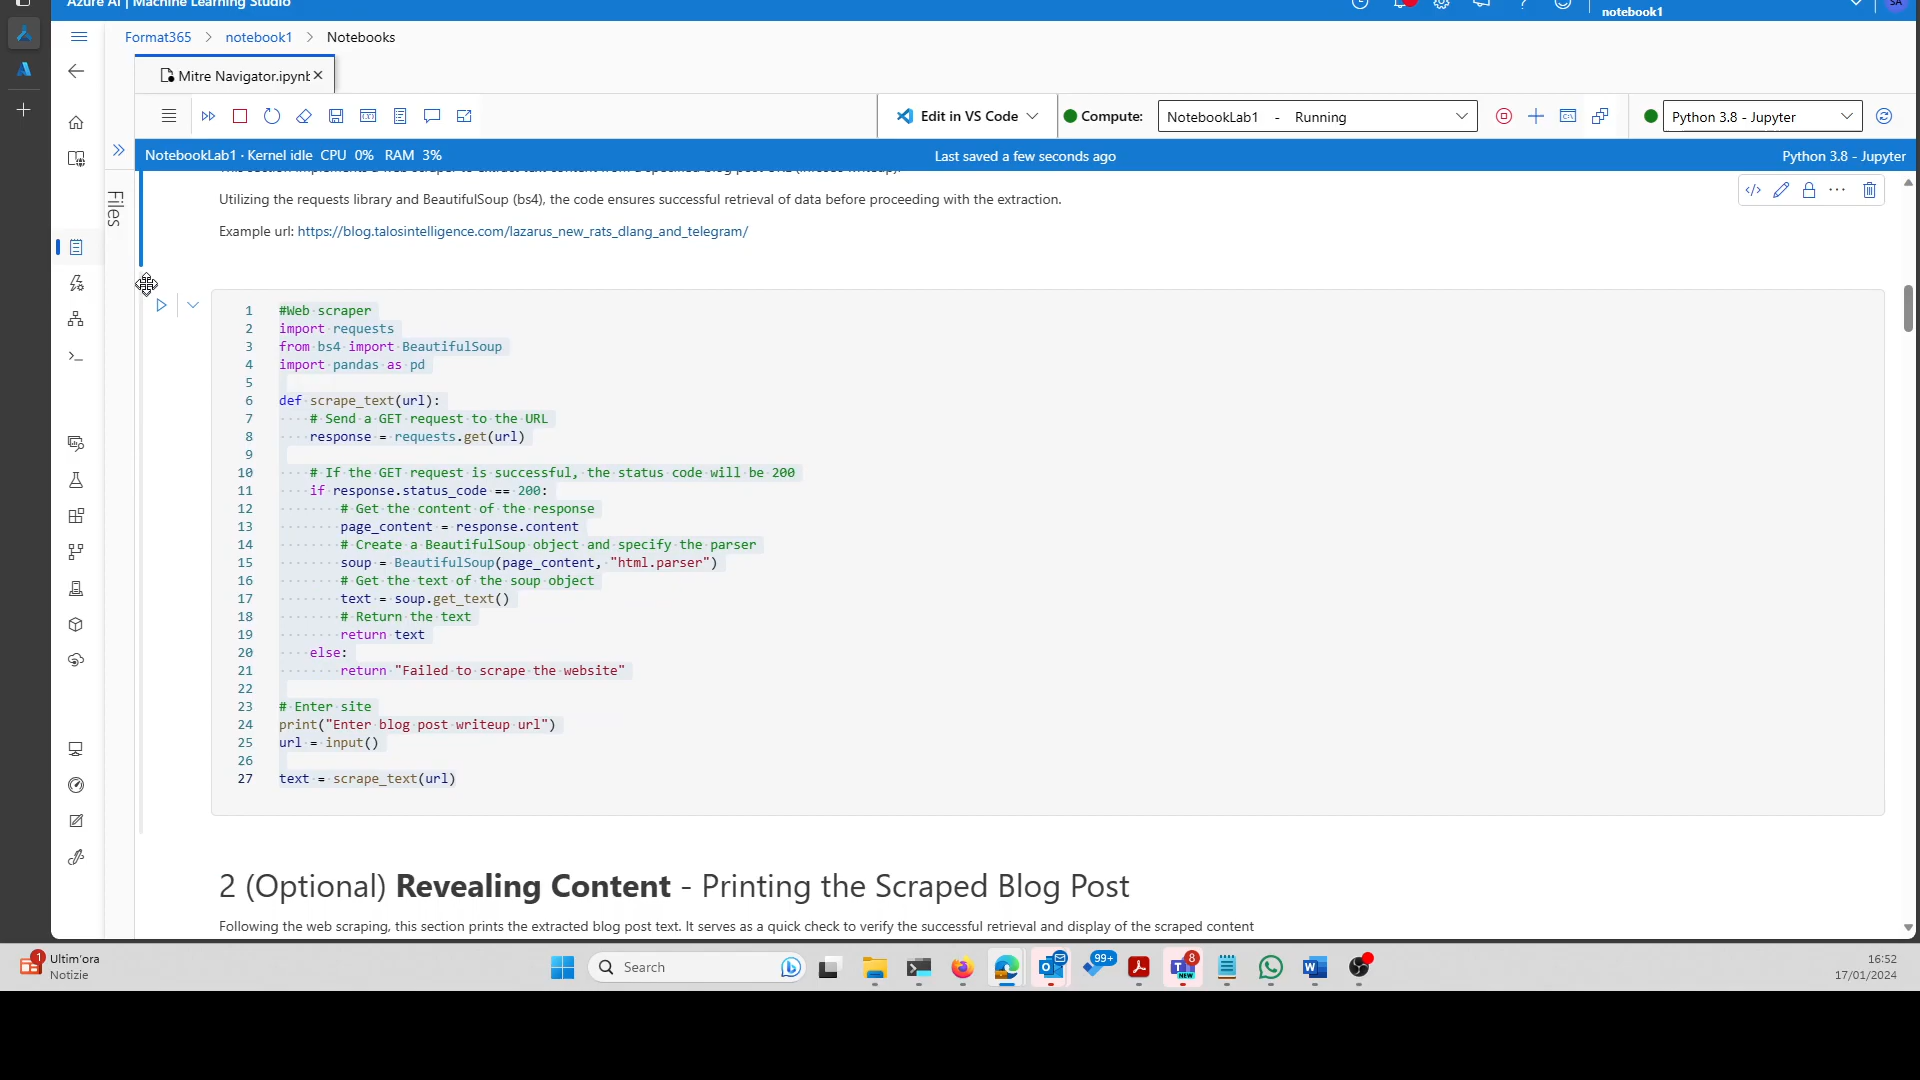 Azure AI | Machine Learning Studio
notebook1
SA
Format365 > notebook1 > Notebooks
Mitre Navigator.ipynb
Edit in VS Code
Compute:
NotebookLab1 - Running
Python 3.8 - Jupyter
NotebookLab1 · Kernel idle CPU 0% RAM 3%
Last saved a few seconds ago
Python 3.8 - Jupyter
Files
Utilizing the requests library and BeautifulSoup (bs4), the code ensures successful retrieval of data before proceeding with the extraction.
Example url: https://blog.talosintelligence.com/lazarus_new_rats_dlang_and_telegram/
1 #Web scraper
2 import requests
3 from bs4 import BeautifulSoup
4 import pandas as pd
5
6 def scrape_text(url):
7 # Send a GET request to the URL
8 response = requests.get(url)
9
10 # If the GET request is successful, the status code will be 200
11 if response.status_code == 200:
12 # Get the content of the response
13 page_content = response.content
14 # Create a BeautifulSoup object and specify the parser
15 soup = BeautifulSoup(page_content, "html.parser")
16 # Get the text of the soup object
17 text = soup.get_text()
18 # Return the text
19 return text
20 else:
21 return "Failed to scrape the website"
22
23 # Enter site
24 print("Enter blog post writeup url")
25 url = input()
26
27 text = scrape_text(url)
2 (Optional) Revealing Content - Printing the Scraped Blog Post
Following the web scraping, this section prints the extracted blog post text. It serves as a quick check to verify the successful retrieval and display of the scraped content
1
Ultim'ora
Notizie
Search
99+
8
NEW
16:52
17/01/2024